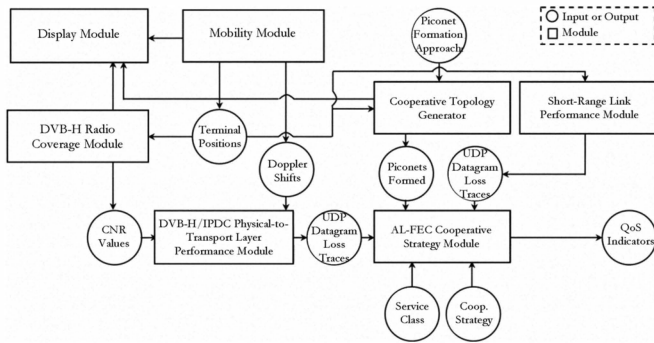 Display Module
Mobility Module
Piconet
Formation
Approach
Input or Output
Module
DVB-H Radio
Coverage Module
Terminal
Positions
Doppler
Shifts
Cooperative Topology
Generator
Short-Range Link
Performance Module
Piconets
Formed
UDP
Datagram
Loss
Traces
CNR
Values
DVB-H/IPDC Physical-to-
Transport Layer
Performance Module
UDP
Datagram
Loss
Traces
AL-FEC Cooperative
Strategy Module
QoS
Indicators
Service
Class
Coop.
Strategy